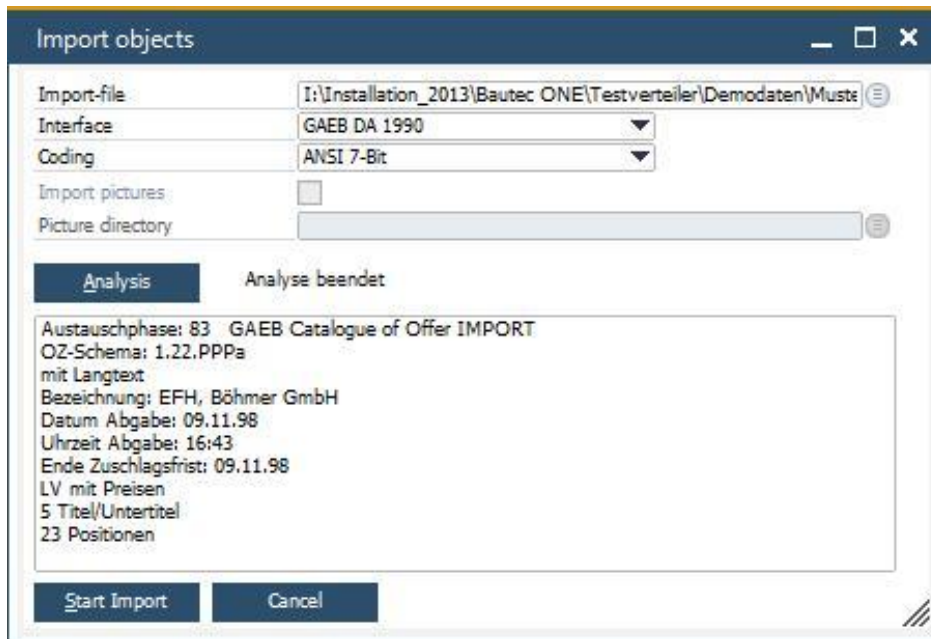 Import objects
Import-file I:\Installation_2013\Bautec ONE\Testverteiler\Demodaten\Muste
Interface GAEB DA 1990
Coding ANSI 7-Bit
Import pictures
Picture directory
Analysis Analyse beendet
Austauschphase: 83 GAEB Catalogue of Offer IMPORT
OZ-Schema: 1.22.PPPa
mit Langtext
Bezeichnung: EFH, Böhmer GmbH
Datum Abgabe: 09.11.98
Uhrzeit Abgabe: 16:43
Ende Zuschlagsfrist: 09.11.98
LV mit Preisen
5 Titel/Untertitel
23 Positionen
Start Import Cancel